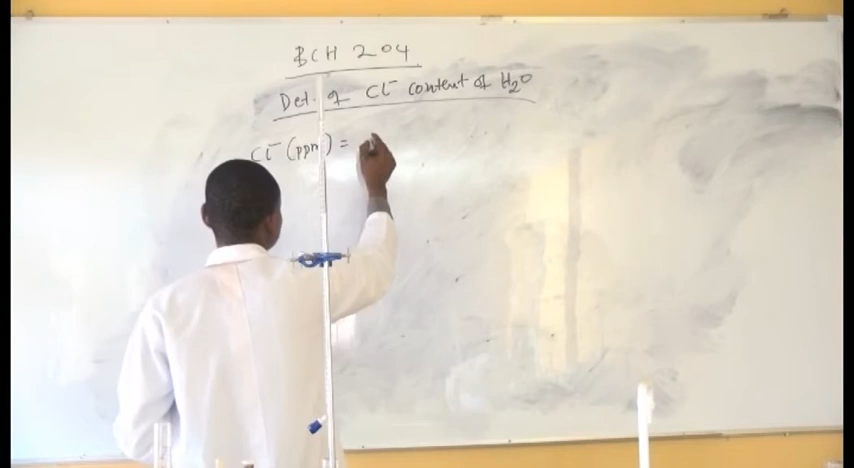 BCH 204
Det. of Cl⁻ content of H₂O
Cl⁻ (ppm) =